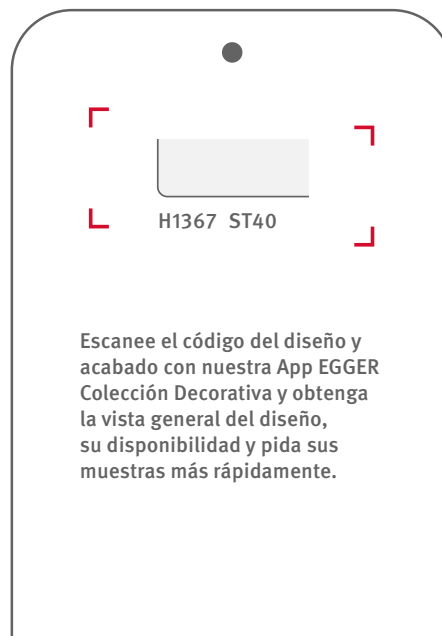 H1367 ST40
Escanee el código del diseño y
acabado con nuestra App EGGER
Colección Decorativa y obtenga
la vista general del diseño,
su disponibilidad y pida sus
muestras más rápidamente.